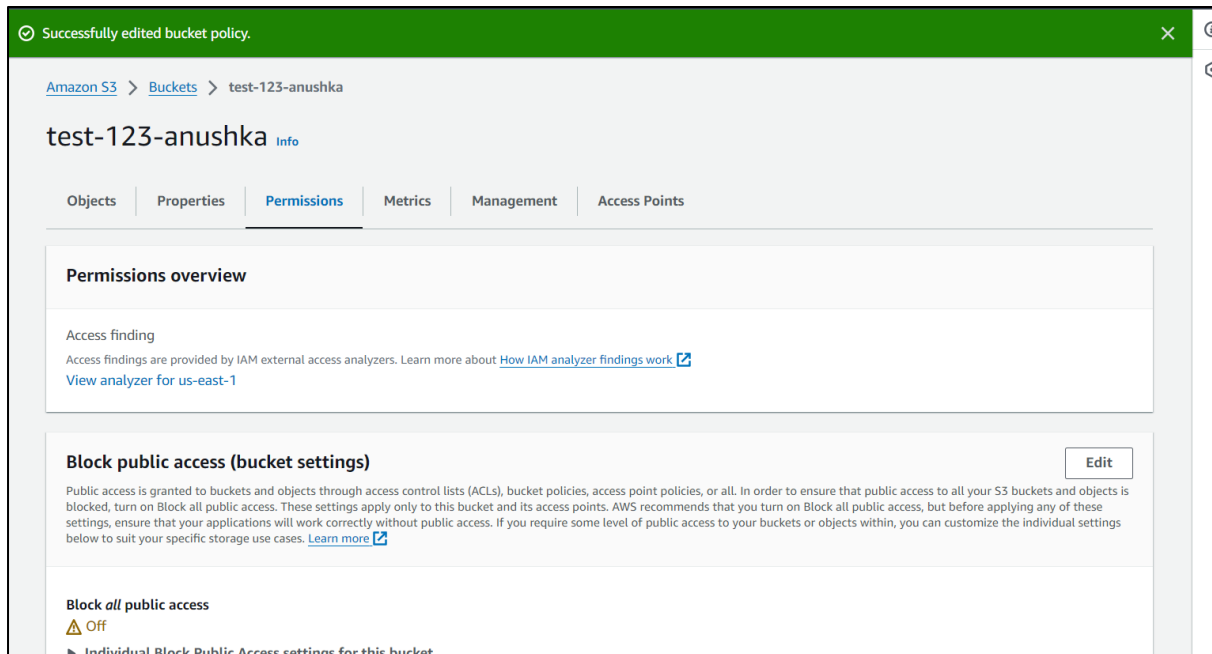 Successfully edited bucket policy.
Amazon S3 > Buckets > test-123-anushka
test-123-anushka Info
Objects Properties Permissions Metrics Management Access Points
Permissions overview
Access finding
Access findings are provided by IAM external access analyzers. Learn more about How IAM analyzer findings work
View analyzer for us-east-1
Block public access (bucket settings) Edit
Public access is granted to buckets and objects through access control lists (ACLs), bucket policies, access point policies, or all. In order to ensure that public access to all your S3 buckets and objects is
blocked, turn on Block all public access. These settings apply only to this bucket and its access points. AWS recommends that you turn on Block all public access, but before applying any of these
settings, ensure that your applications will work correctly without public access. If you require some level of public access to your buckets or objects within, you can customize the individual settings
below to suit your specific storage use cases. Learn more
Block all public access
Off
Individual Block Public Access settings for this bucket